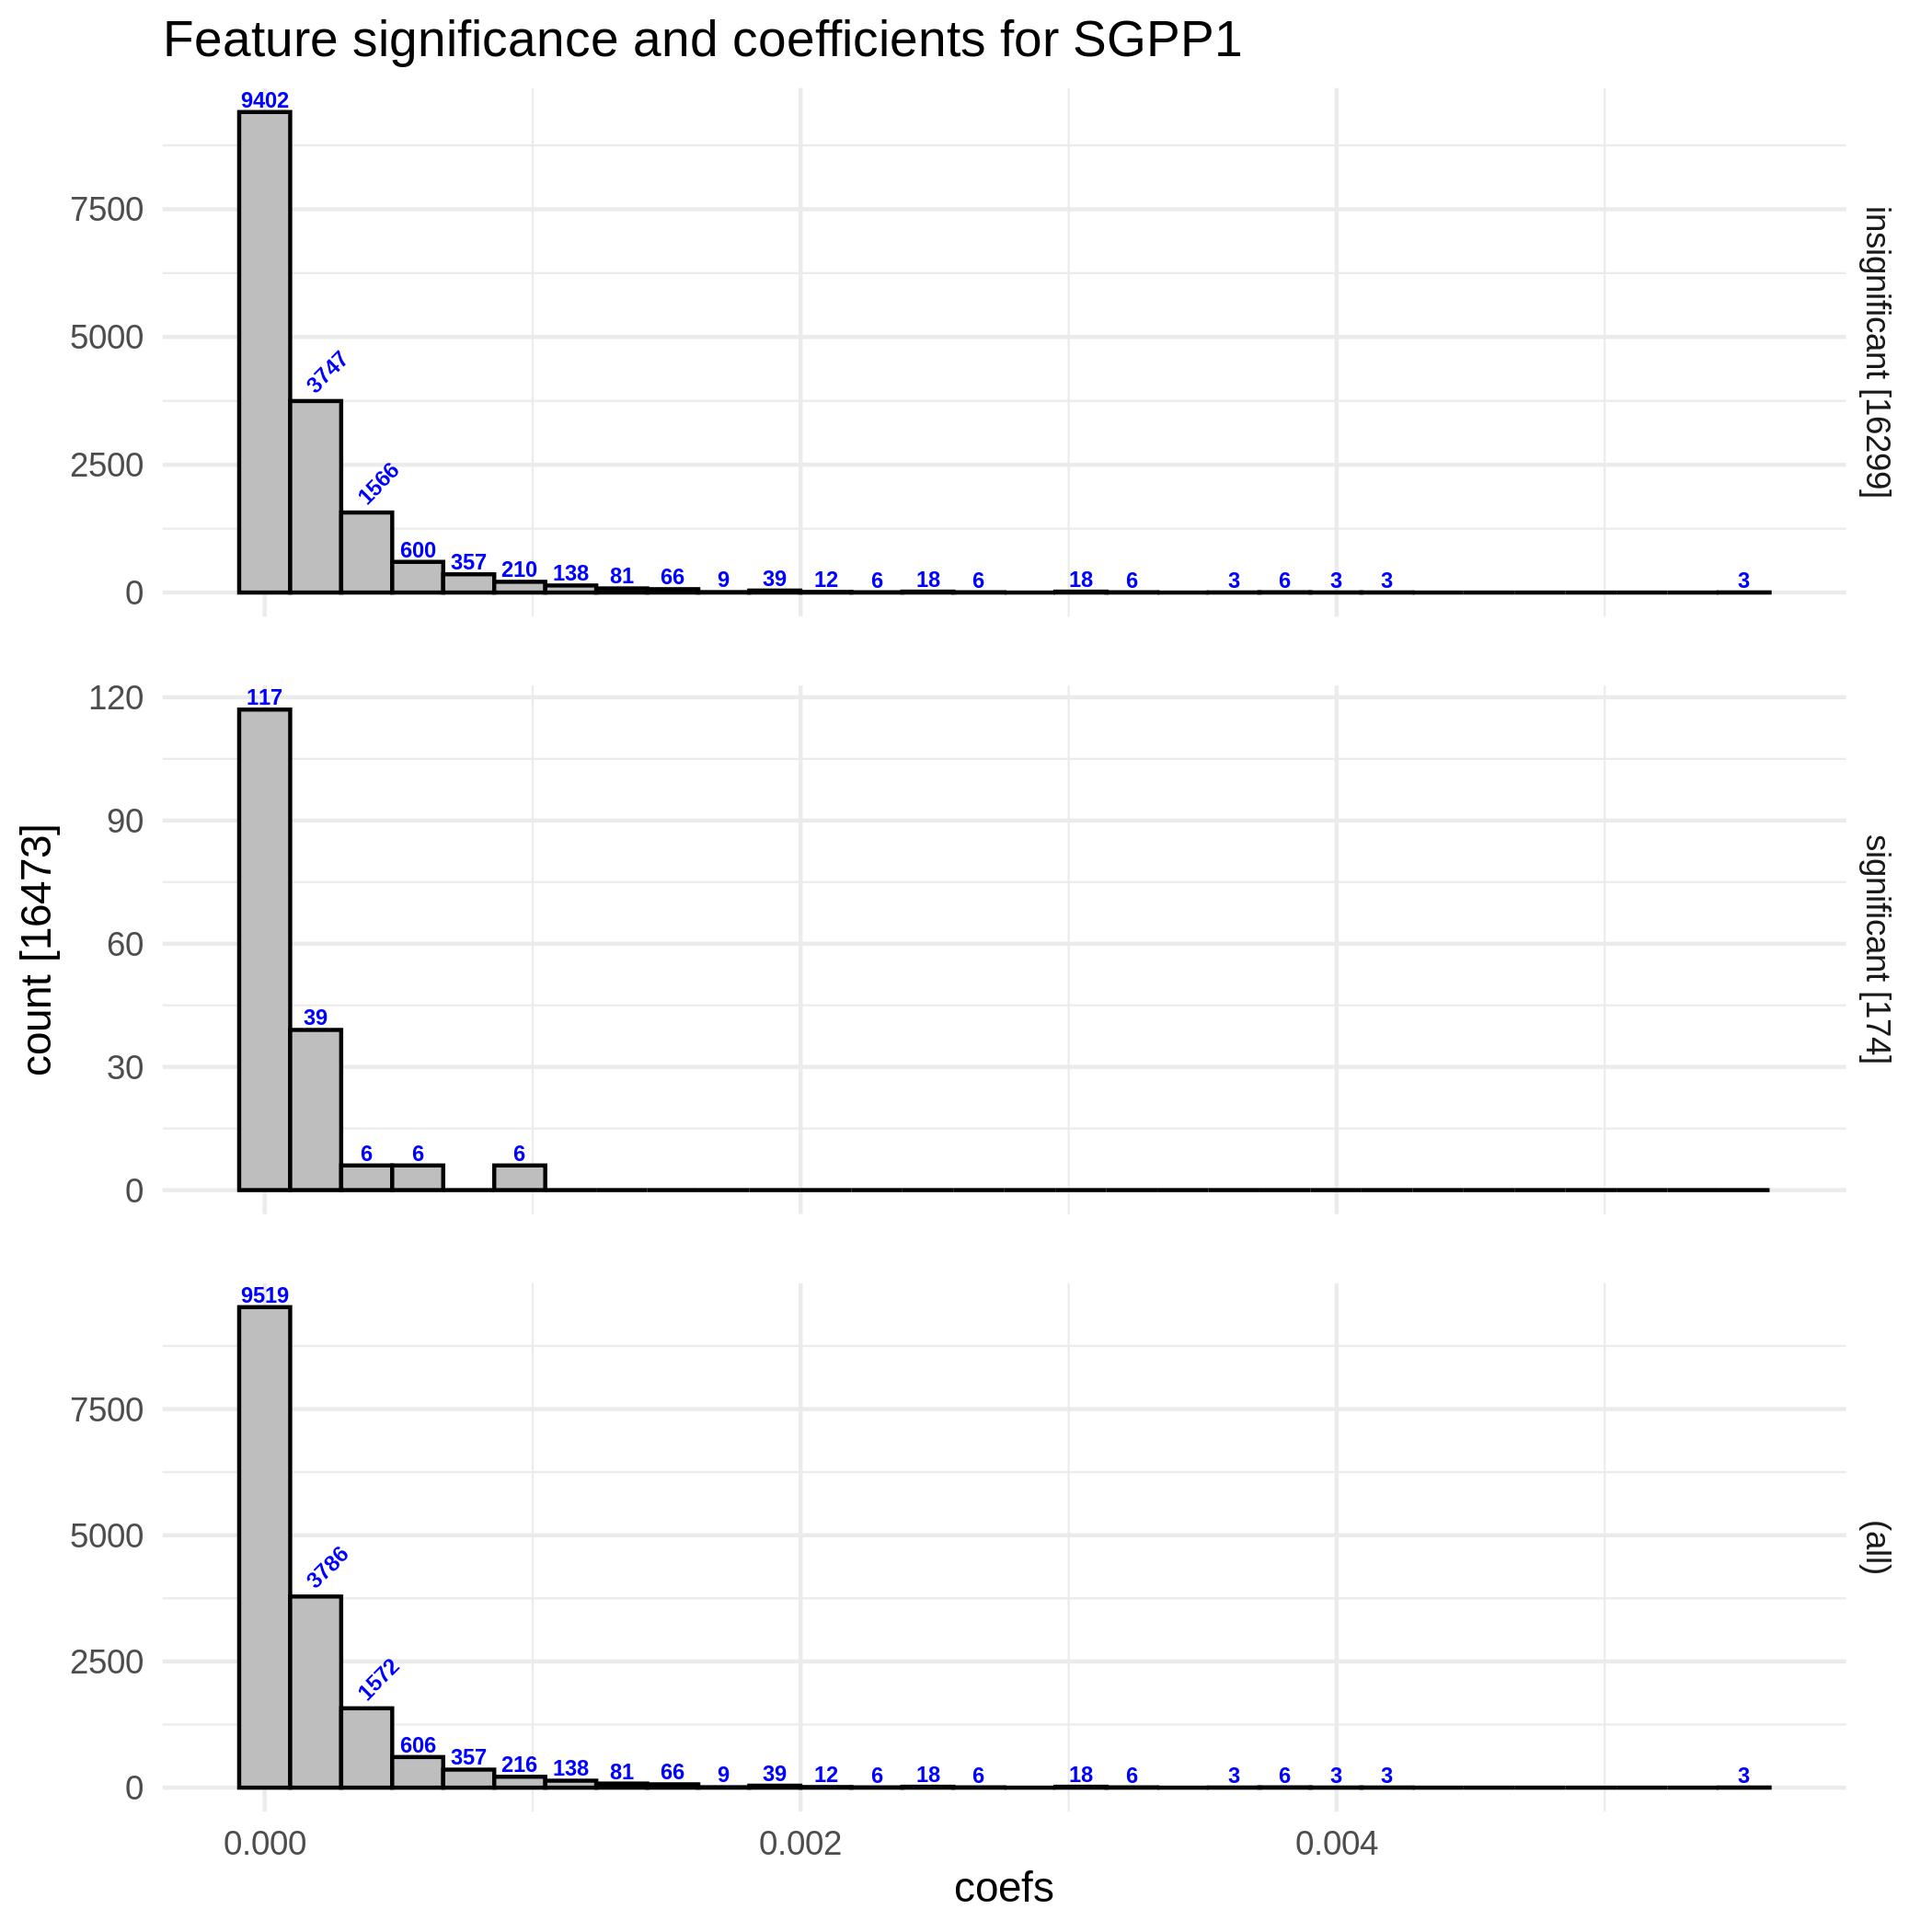 Feature significance and coefficients for SGPP1
9402
7500
5000
3747
2500
1566
600 357 210 138 81 66 9 39 12 6 18 6 18 6 3 6 3 3 3
0
insignificant [16299]
120
117
90
60
39
30
6 6 6
0
significant [174]
count [16473]
9519
7500
5000
3786
2500
1572
606 357 216 138 81 66 9 39 12 6 18 6 18 6 3 6 3 3 3
0
(all)
0.000 0.002 0.004
coefs